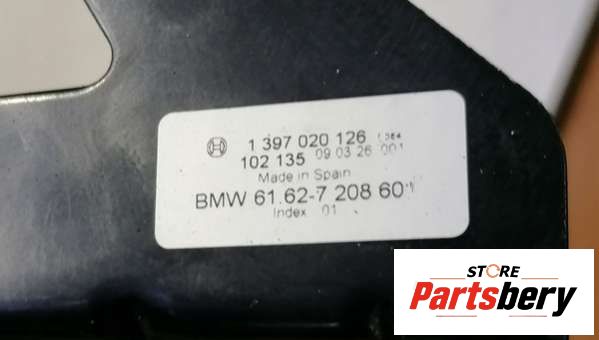 1 397 020 126
102 135 09.03.26 001
Made in Spain
BMW 61.62-7 208 601
Index 01
STORE
Partsbery